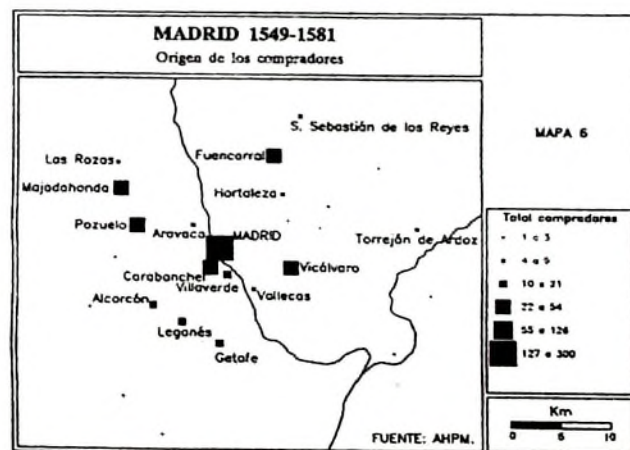 MADRID 1549-1581
Origen de los compradores
MAPA 6
S. Sebastián de los Reyes
Fuencarral
Las Rozas
Majadahonda
Hortaleza
Pozuelo
Aravaca
MADRID
Torrejón de Ardoz
Carabanchel
Vicálvaro
Villaverde
Vallecas
Alcorcón
Leganés
Getafe
FUENTE: AHPM.
Total compradores
1 a 3
4 a 9
10 a 21
22 a 54
55 a 126
127 a 300
Km
0 5 10